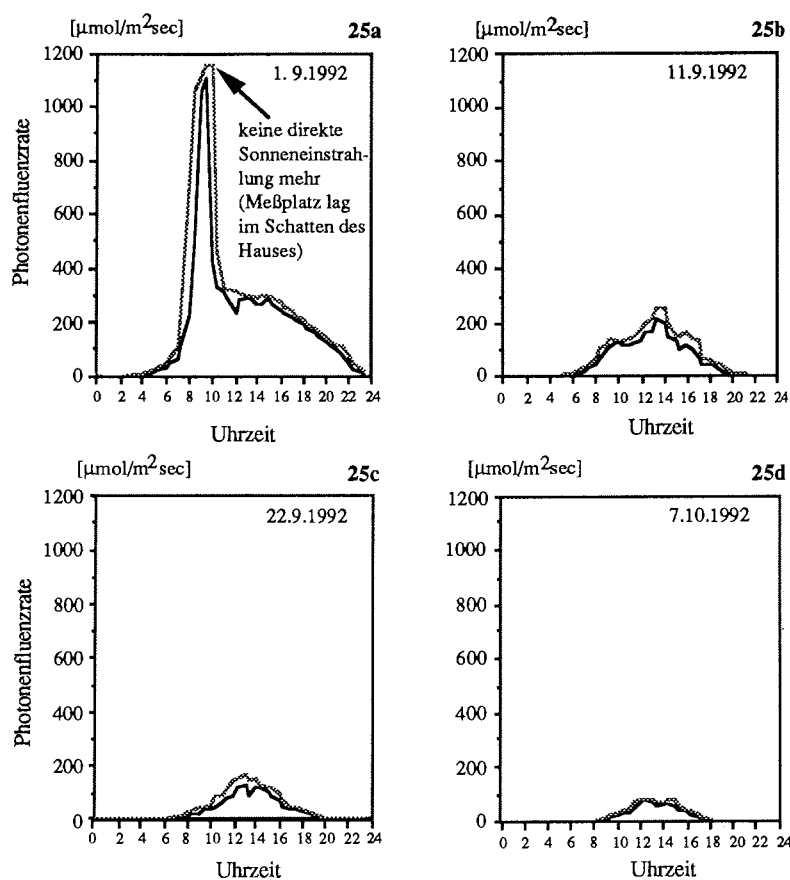 [µmol/m²sec]
25a
1. 9.1992
keine direkte
Sonneneinstrah-
lung mehr
(Meßplatz lag
im Schatten des
Hauses)
Photonenfluenzrate
1200
1000
800
600
400
200
0
0 2 4 6 8 10 12 14 16 18 20 22 24
Uhrzeit
[µmol/m²sec]
25b
11.9.1992
1200
1000
800
600
400
200
0
0 2 4 6 8 10 12 14 16 18 20 22 24
Uhrzeit
[µmol/m²sec]
25c
22.9.1992
Photonenfluenzrate
1200
1000
800
600
400
200
0
0 2 4 6 8 10 12 14 16 18 20 22 24
Uhrzeit
[µmol/m²sec]
25d
7.10.1992
1200
1000
800
600
400
200
0
0 2 4 6 8 10 12 14 16 18 20 22 24
Uhrzeit